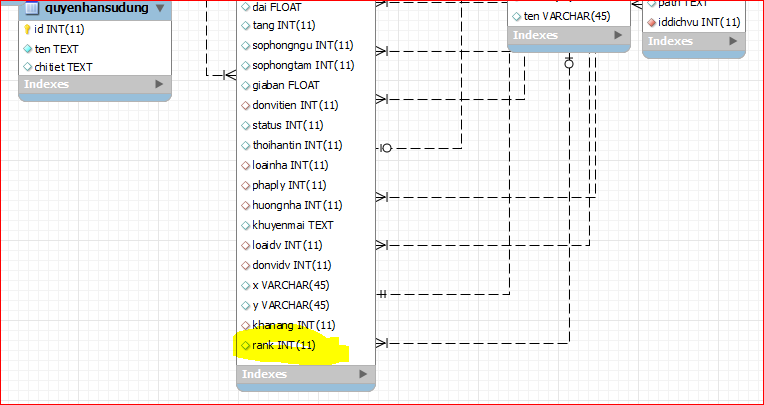 quyenhansudung
id INT(11)
ten TEXT
chitiet TEXT
Indexes
dai FLOAT
tang INT(11)
sophongngu INT(11)
sophongtam INT(11)
giaban FLOAT
donvitien INT(11)
status INT(11)
thoihantin INT(11)
loainha INT(11)
phaply INT(11)
huongnha INT(11)
khuyenmai TEXT
loaidv INT(11)
donvidv INT(11)
x VARCHAR(45)
y VARCHAR(45)
khanang INT(11)
rank INT(11)
Indexes
ten VARCHAR(45)
Indexes
path TEXT
iddichvu INT(11)
Indexes